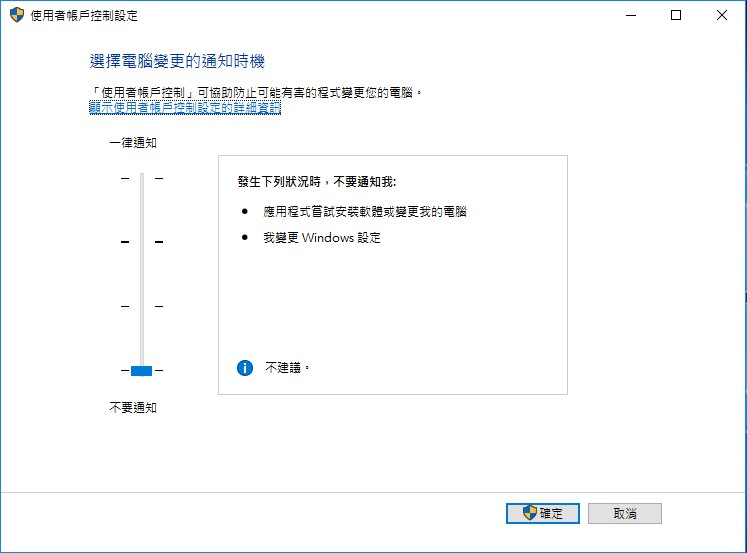 使用者帳戶控制設定
選擇電腦變更的通知時機
「使用者帳戶控制」可協助防止可能有害的程式變更您的電腦。
顯示使用者帳戶控制設定的詳細資訊
一律通知
發生下列狀況時，不要通知我:
● 應用程式嘗試安裝軟體或變更我的電腦
● 我變更 Windows 設定
不建議。
不要通知
確定
取消